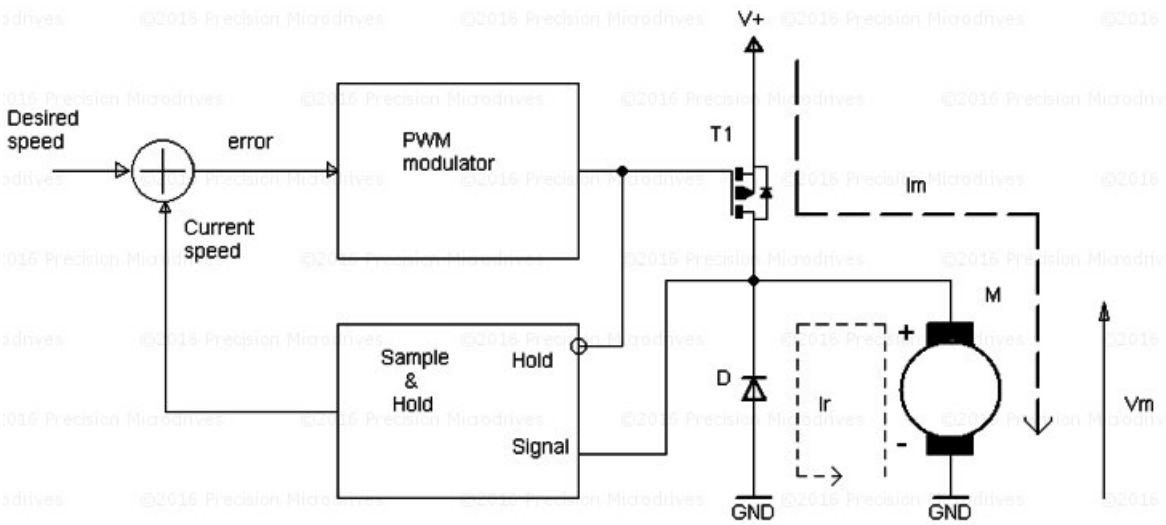 ©2016 Precision Microdrives
V+
Desired
speed
error
PWM
modulator
T1
Im
Current
speed
M
Sample
&
Hold
Hold
+
D
Ir
Vm
Signal
-
GND
GND